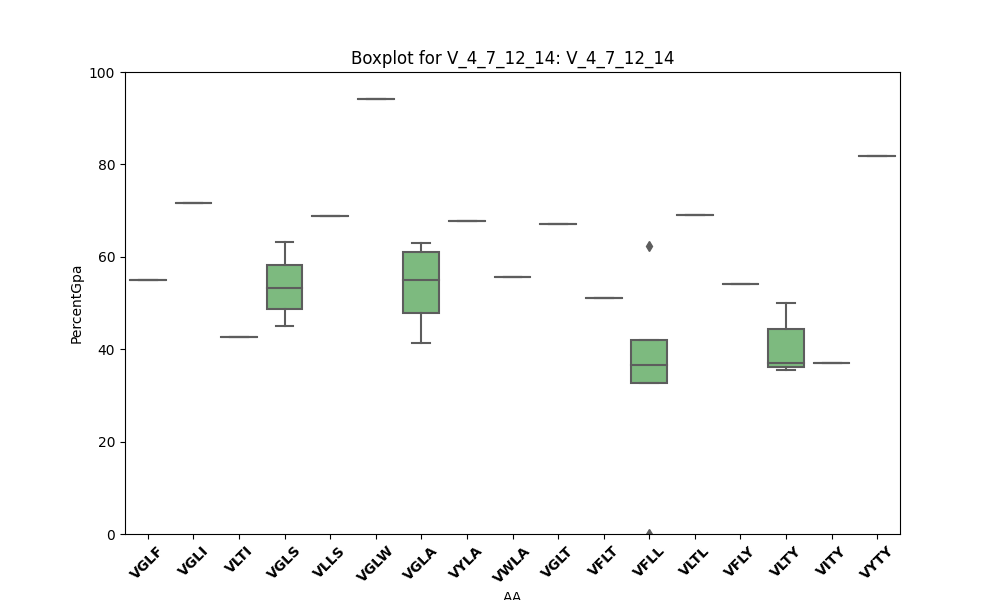 Boxplot for V_4_7_12_14: V_4_7_12_14
100
80
60
40
20
0
PercentGpa
VGLF
VGLI
VLTI
VGLS
VLLS
VGLW
VGLA
VYLA
VWLA
VGLT
VFLT
VFLL
VLTL
VFLY
VLTY
VITY
VYTY
AA